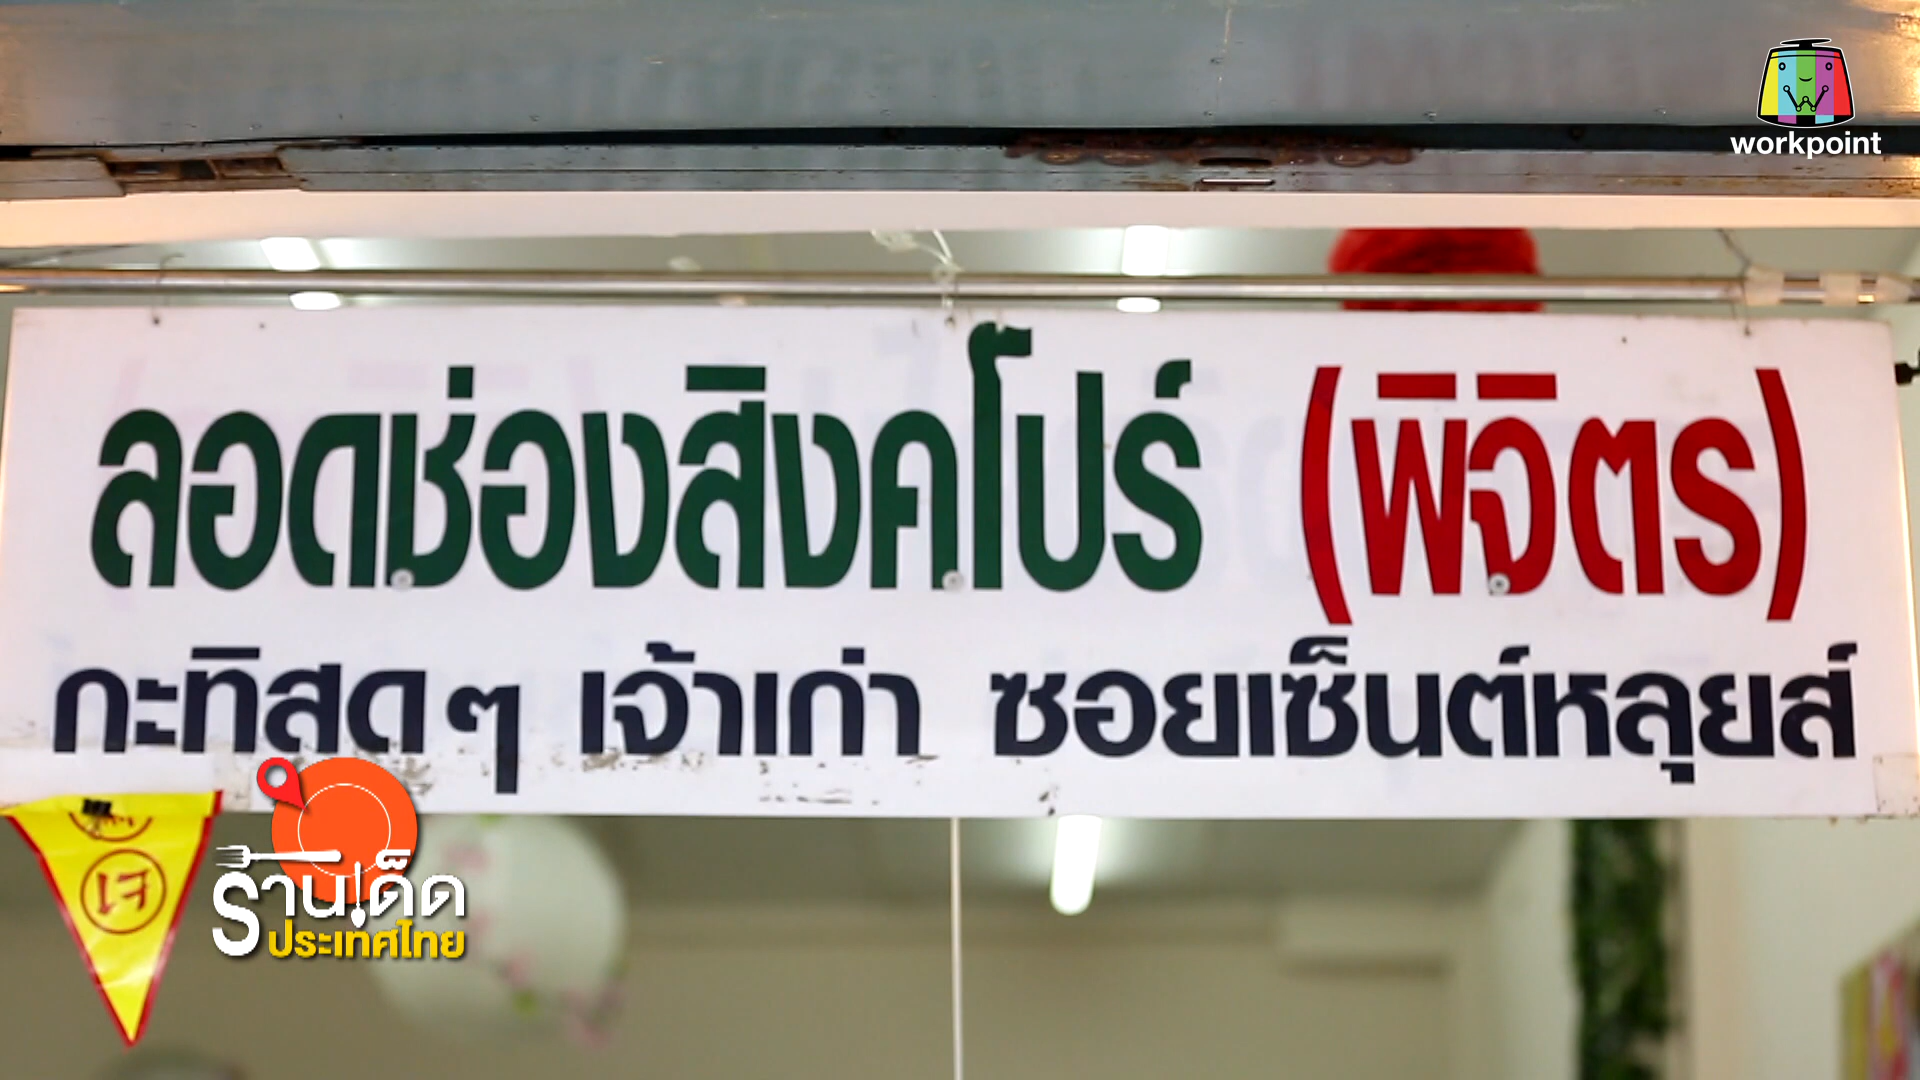 workpoint
ลอดช่องสิงคโปร์ (พิจิตร)
กะทิสด ๆ เจ้าเก่า ซอยเซ็นต์หลุยส์
ร้านเด็ด
ประเทศไทย